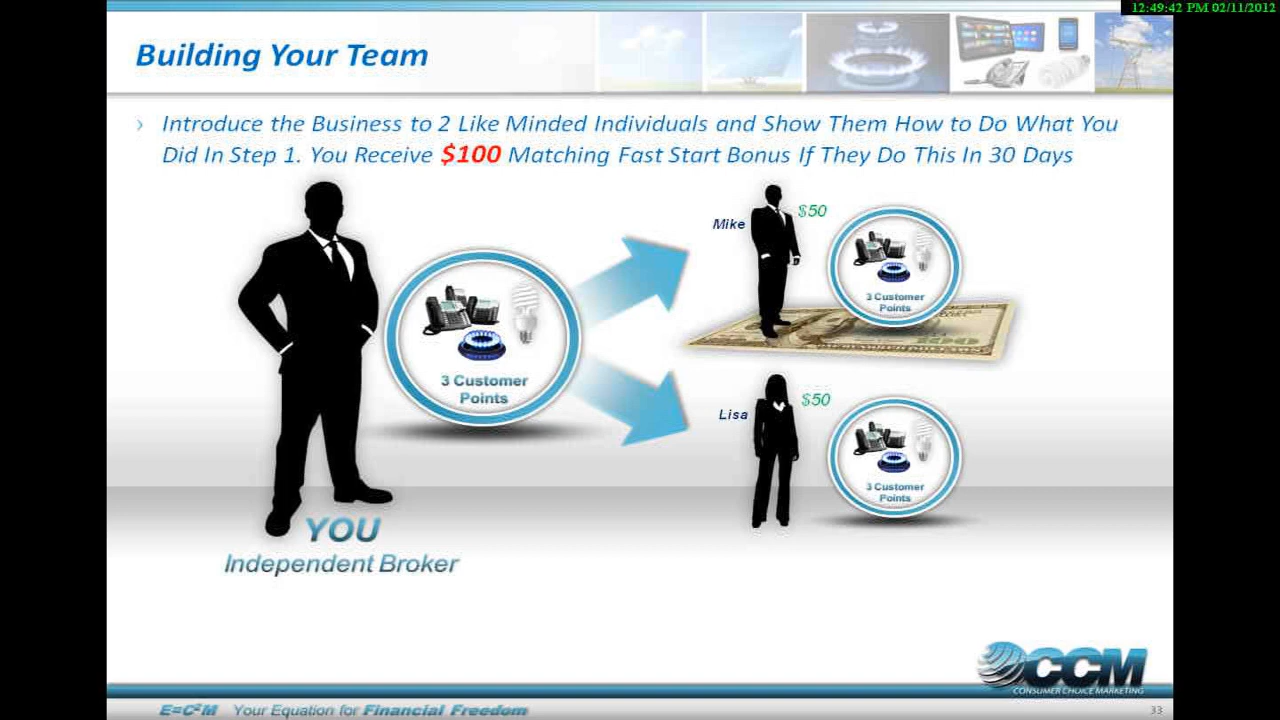 12:49:42 PM 02/11/2012
Building Your Team
› Introduce the Business to 2 Like Minded Individuals and Show Them How to Do What You
Did In Step 1. You Receive $100 Matching Fast Start Bonus If They Do This In 30 Days
Mike
$50
3 Customer
Points
3 Customer
Points
Lisa
$50
3 Customer
Points
YOU
Independent Broker
CCM
CONSUMER CHOICE MARKETING
E=C²M Your Equation for Financial Freedom
33